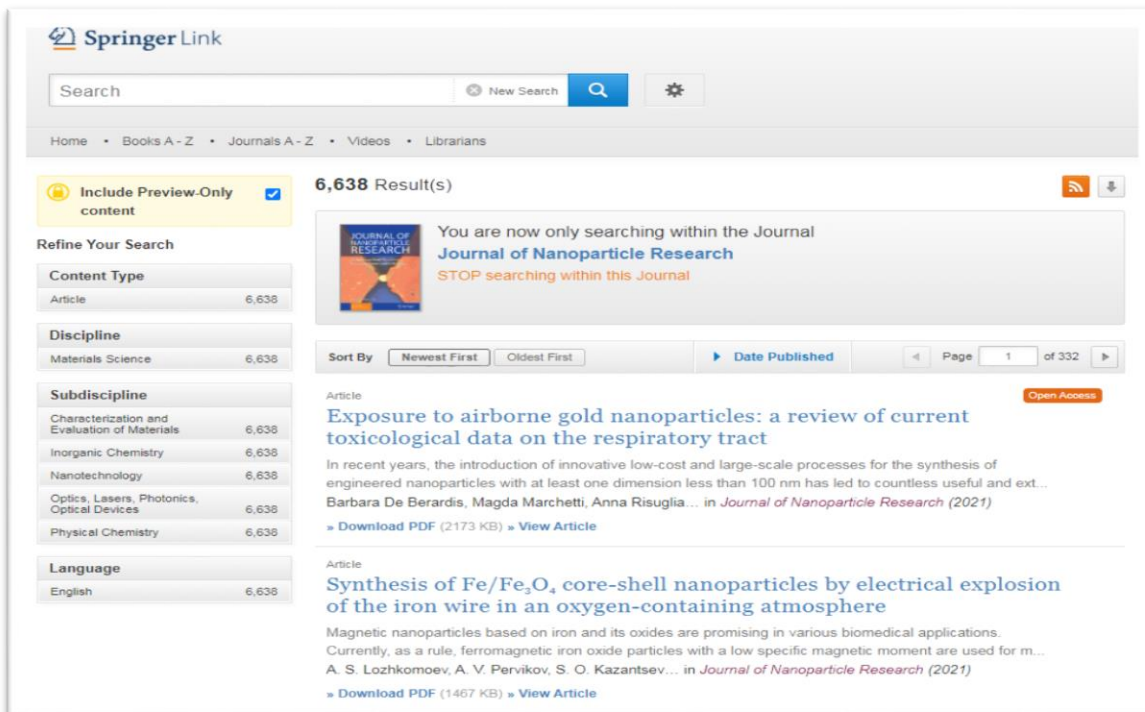 Springer Link
Search New Search
Home • Books A - Z • Journals A - Z • Videos • Librarians
Include Preview-Only
content
Refine Your Search
Content Type
Article 6,638
Discipline
Materials Science 6,638
Subdiscipline
Characterization and
Evaluation of Materials 6,638
Inorganic Chemistry 6,638
Nanotechnology 6,638
Optics, Lasers, Photonics,
Optical Devices 6,638
Physical Chemistry 6,638
Language
English 6,638
6,638 Result(s)
JOURNAL OF
NANOPARTICLE
RESEARCH
You are now only searching within the Journal
Journal of Nanoparticle Research
STOP searching within this Journal
Sort By Newest First Oldest First Date Published Page 1 of 332
Article Open Access
Exposure to airborne gold nanoparticles: a review of current
toxicological data on the respiratory tract
In recent years, the introduction of innovative low-cost and large-scale processes for the synthesis of
engineered nanoparticles with at least one dimension less than 100 nm has led to countless useful and ext...
Barbara De Berardis, Magda Marchetti, Anna Risuglia... in Journal of Nanoparticle Research (2021)
» Download PDF (2173 KB) » View Article
Article
Synthesis of Fe/Fe₃O₄ core-shell nanoparticles by electrical explosion
of the iron wire in an oxygen-containing atmosphere
Magnetic nanoparticles based on iron and its oxides are promising in various biomedical applications.
Currently, as a rule, ferromagnetic iron oxide particles with a low specific magnetic moment are used for m...
A. S. Lozhkomoev, A. V. Pervikov, S. O. Kazantsev... in Journal of Nanoparticle Research (2021)
» Download PDF (1467 KB) » View Article